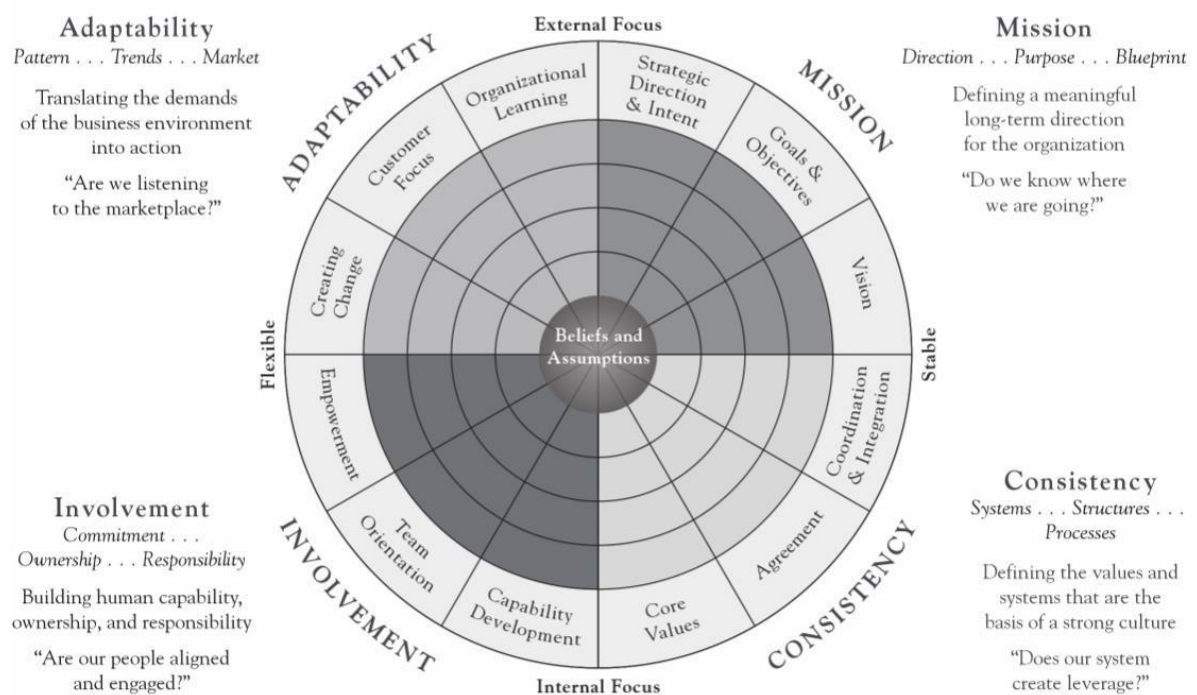 Adaptability
Pattern . . . Trends . . . Market
Translating the demands
of the business environment
into action
“Are we listening
to the marketplace?”
External Focus
Mission
Direction . . . Purpose . . . Blueprint
Defining a meaningful
long-term direction
for the organization
“Do we know where
we are going?”
ADAPTABILITY
MISSION
Organizational
Learning
Strategic
Direction
& Intent
Customer
Focus
Goals &
Objectives
Creating
Change
Vision
Flexible
Beliefs and
Assumptions
Stable
Empowerment
Coordination
& Integration
Team
Orientation
Agreement
Capability
Development
Core
Values
INVOLVEMENT
CONSISTENCY
Involvement
Commitment . . .
Ownership . . . Responsibility
Building human capability,
ownership, and responsibility
“Are our people aligned
and engaged?”
Internal Focus
Consistency
Systems . . . Structures . . .
Processes
Defining the values and
systems that are the
basis of a strong culture
“Does our system
create leverage?”